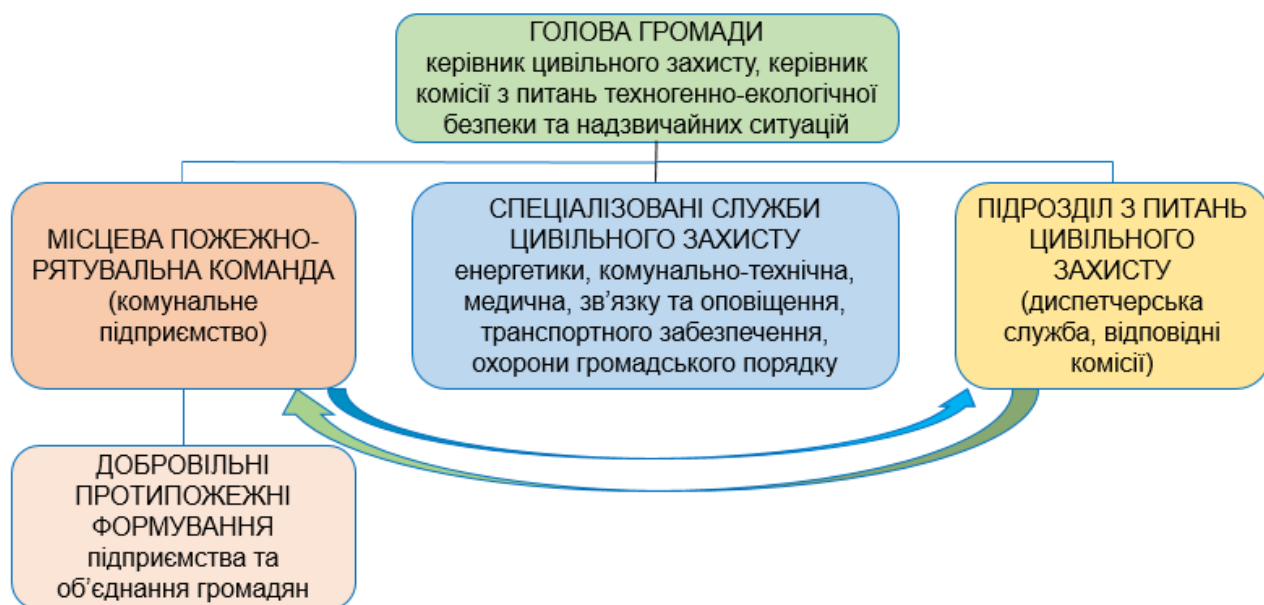 ГОЛОВА ГРОМАДИ
керівник цивільного захисту, керівник
комісії з питань техногенно-екологічної
безпеки та надзвичайних ситуацій
МІСЦЕВА ПОЖЕЖНО-
РЯТУВАЛЬНА КОМАНДА
(комунальне
підприємство)
СПЕЦІАЛІЗОВАНІ СЛУЖБИ
ЦИВІЛЬНОГО ЗАХИСТУ
енергетики, комунально-технічна,
медична, зв’язку та оповіщення,
транспортного забезпечення,
охорони громадського порядку
ПІДРОЗДІЛ З ПИТАНЬ
ЦИВІЛЬНОГО
ЗАХИСТУ
(диспетчерська
служба, відповідні
комісії)
ДОБРОВІЛЬНІ
ПРОТИПОЖЕЖНІ
ФОРМУВАННЯ
підприємства та
об’єднання громадян